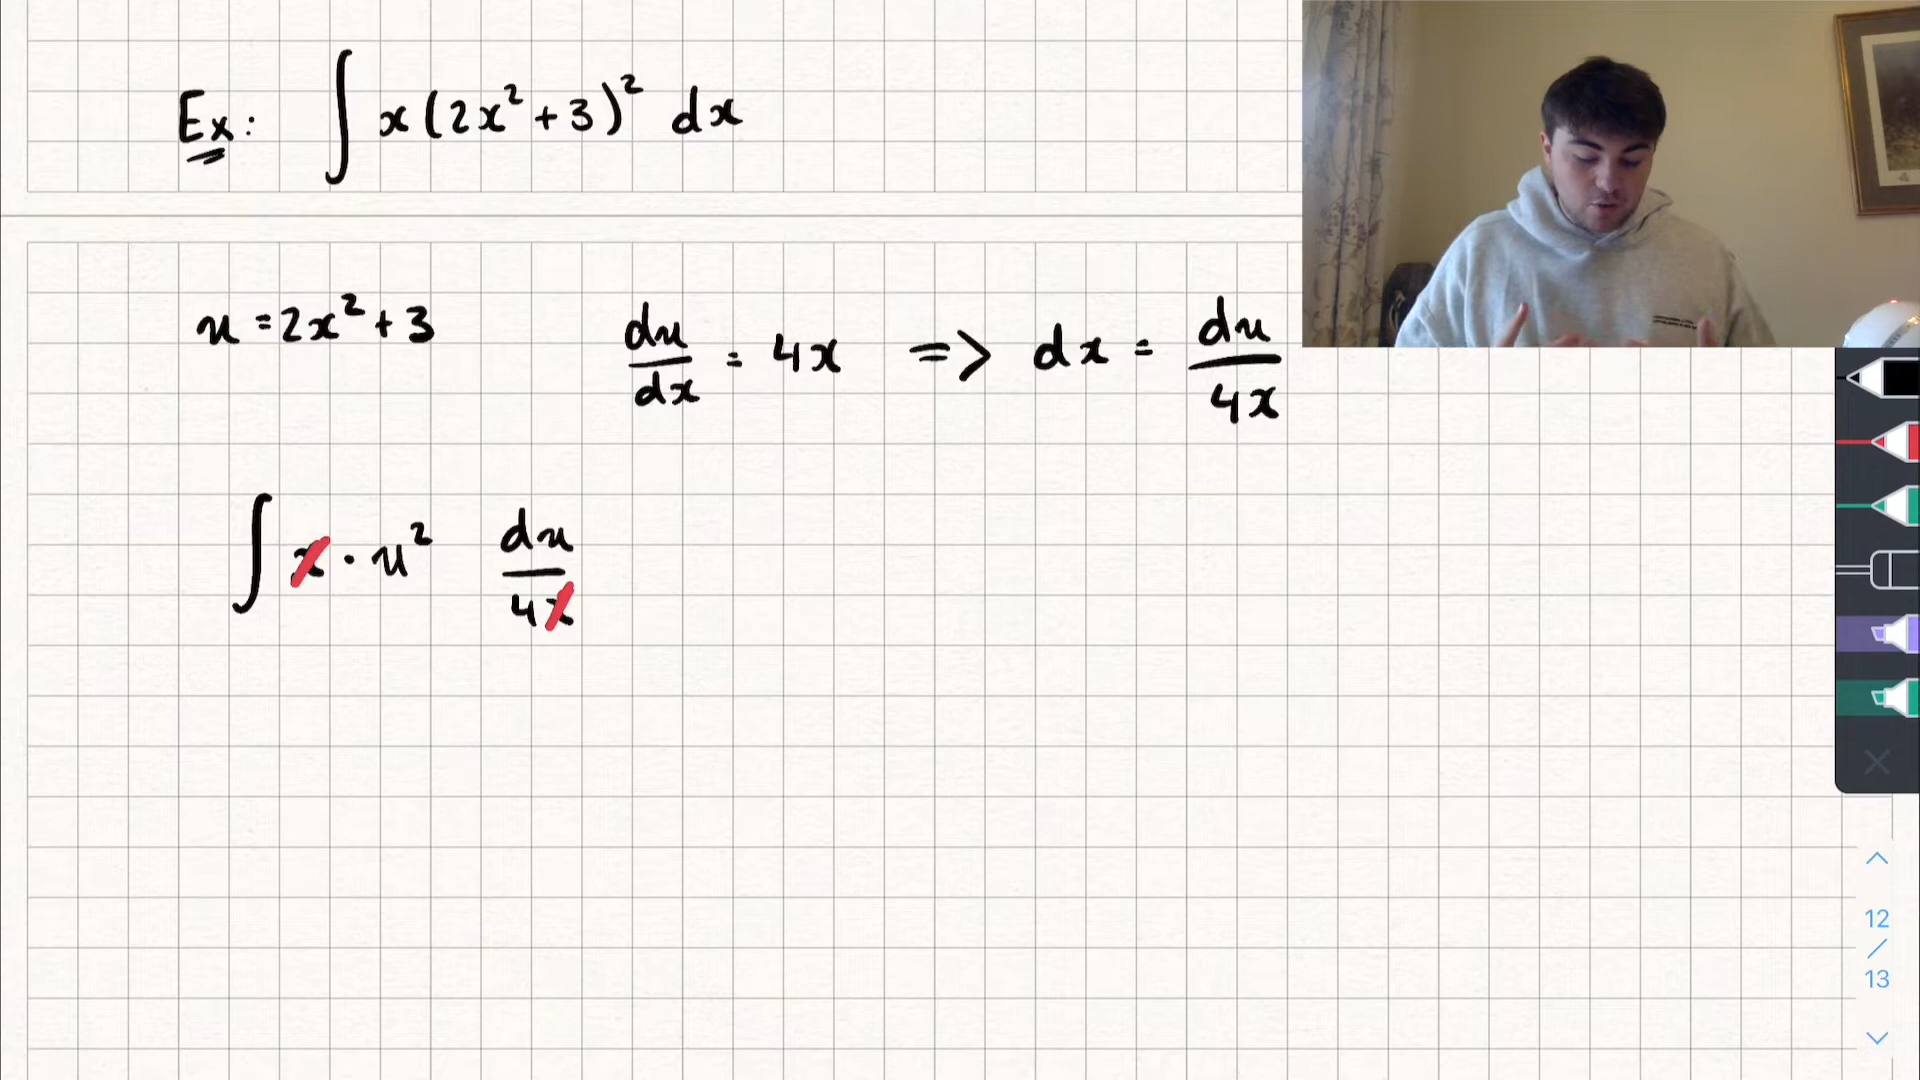 Ex: ∫ x(2x² + 3)² dx
u = 2x² + 3    du/dx = 4x => dx = du/4x
∫ x · u² du/4x
12
/
13